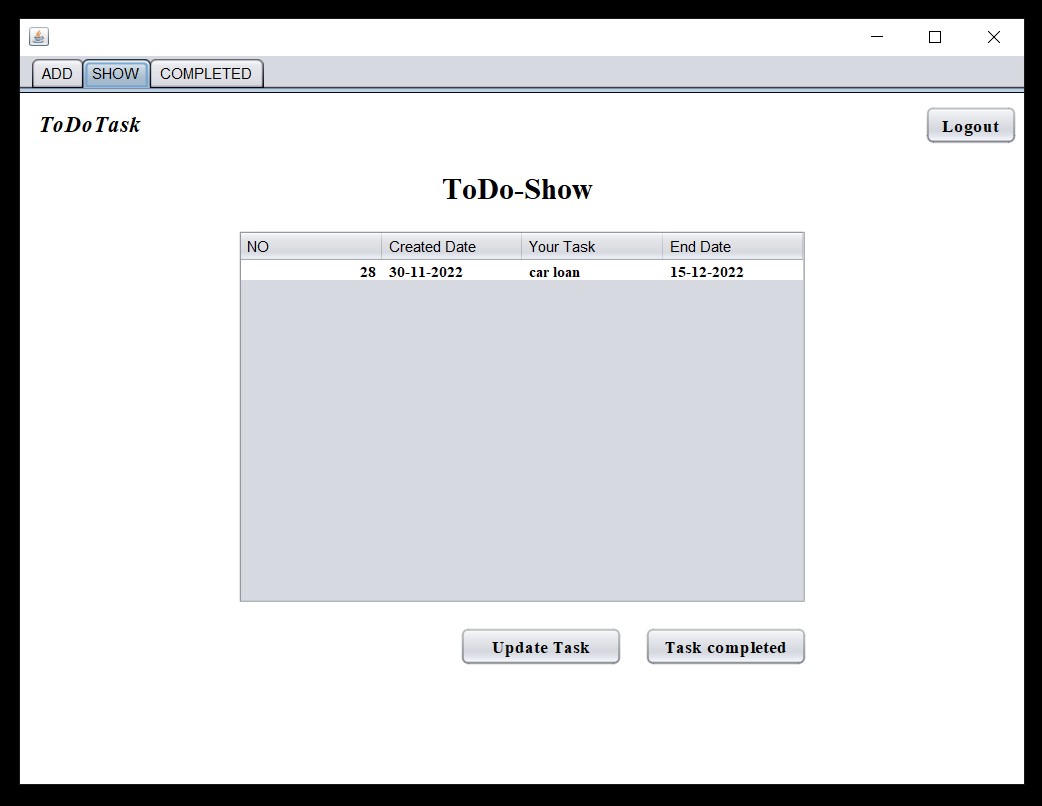 ADD SHOW COMPLETED
ToDoTask Logout
ToDo-Show
NO Created Date Your Task End Date
28 30-11-2022 car loan 15-12-2022
Update Task Task completed